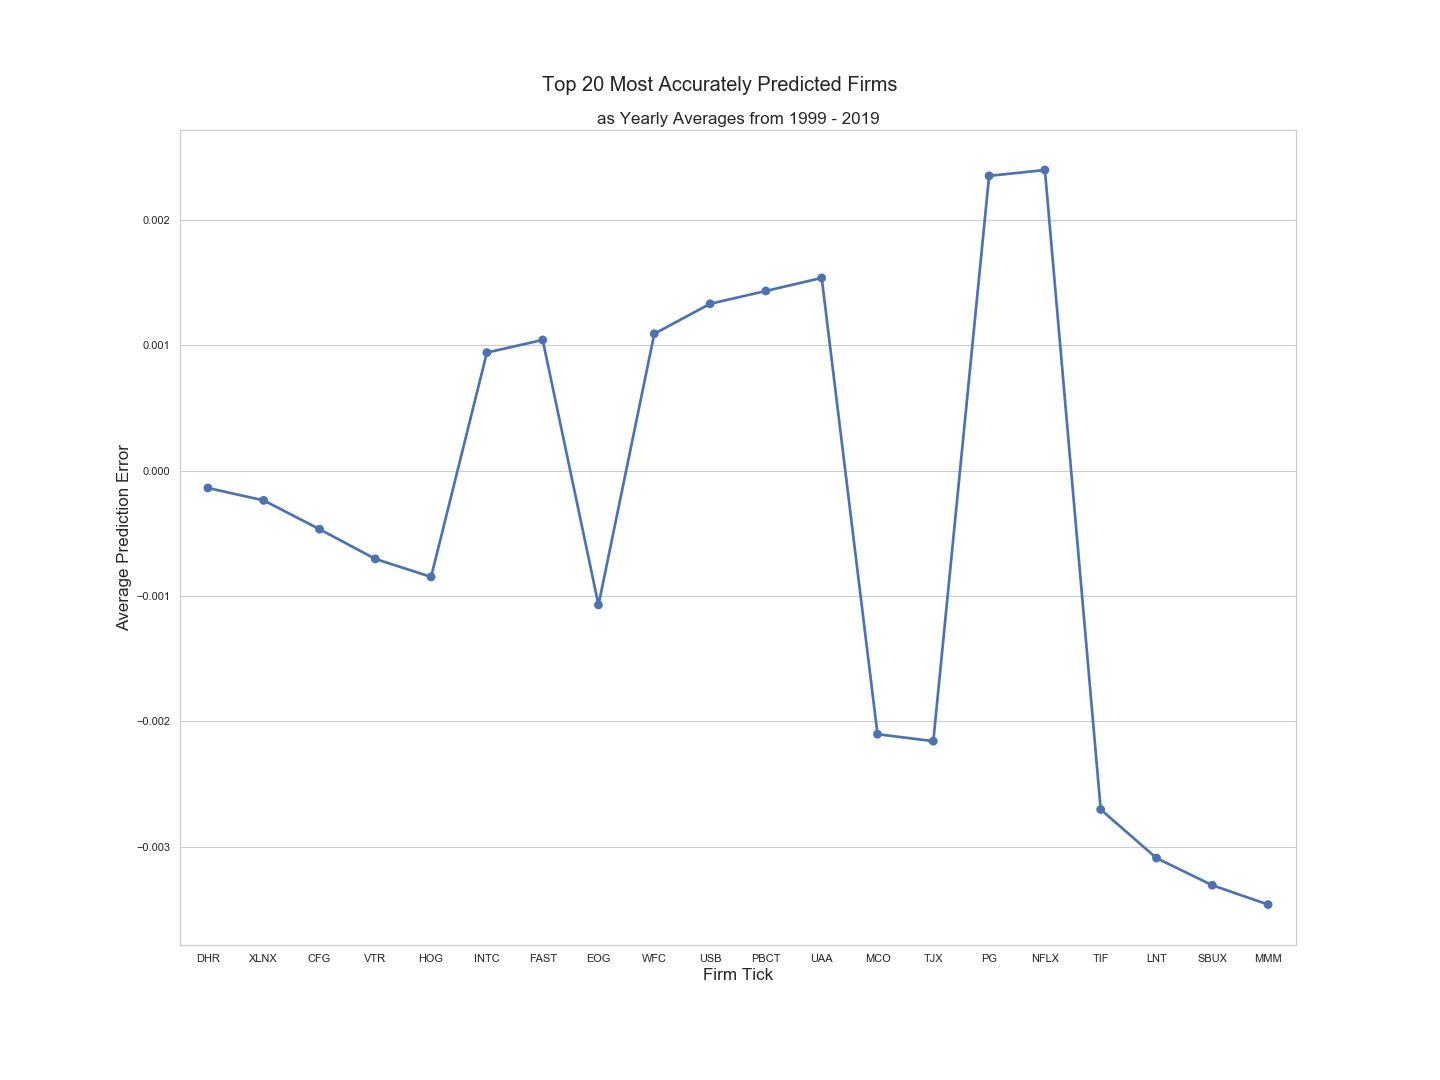 Top 20 Most Accurately Predicted Firms
as Yearly Averages from 1999 - 2019
Average Prediction Error
0.002
0.001
0.000
−0.001
−0.002
−0.003
DHR XLNX CFG VTR HOG INTC FAST EOG WFC USB PBCT UAA MCO TJX PG NFLX TIF LNT SBUX MMM
Firm Tick